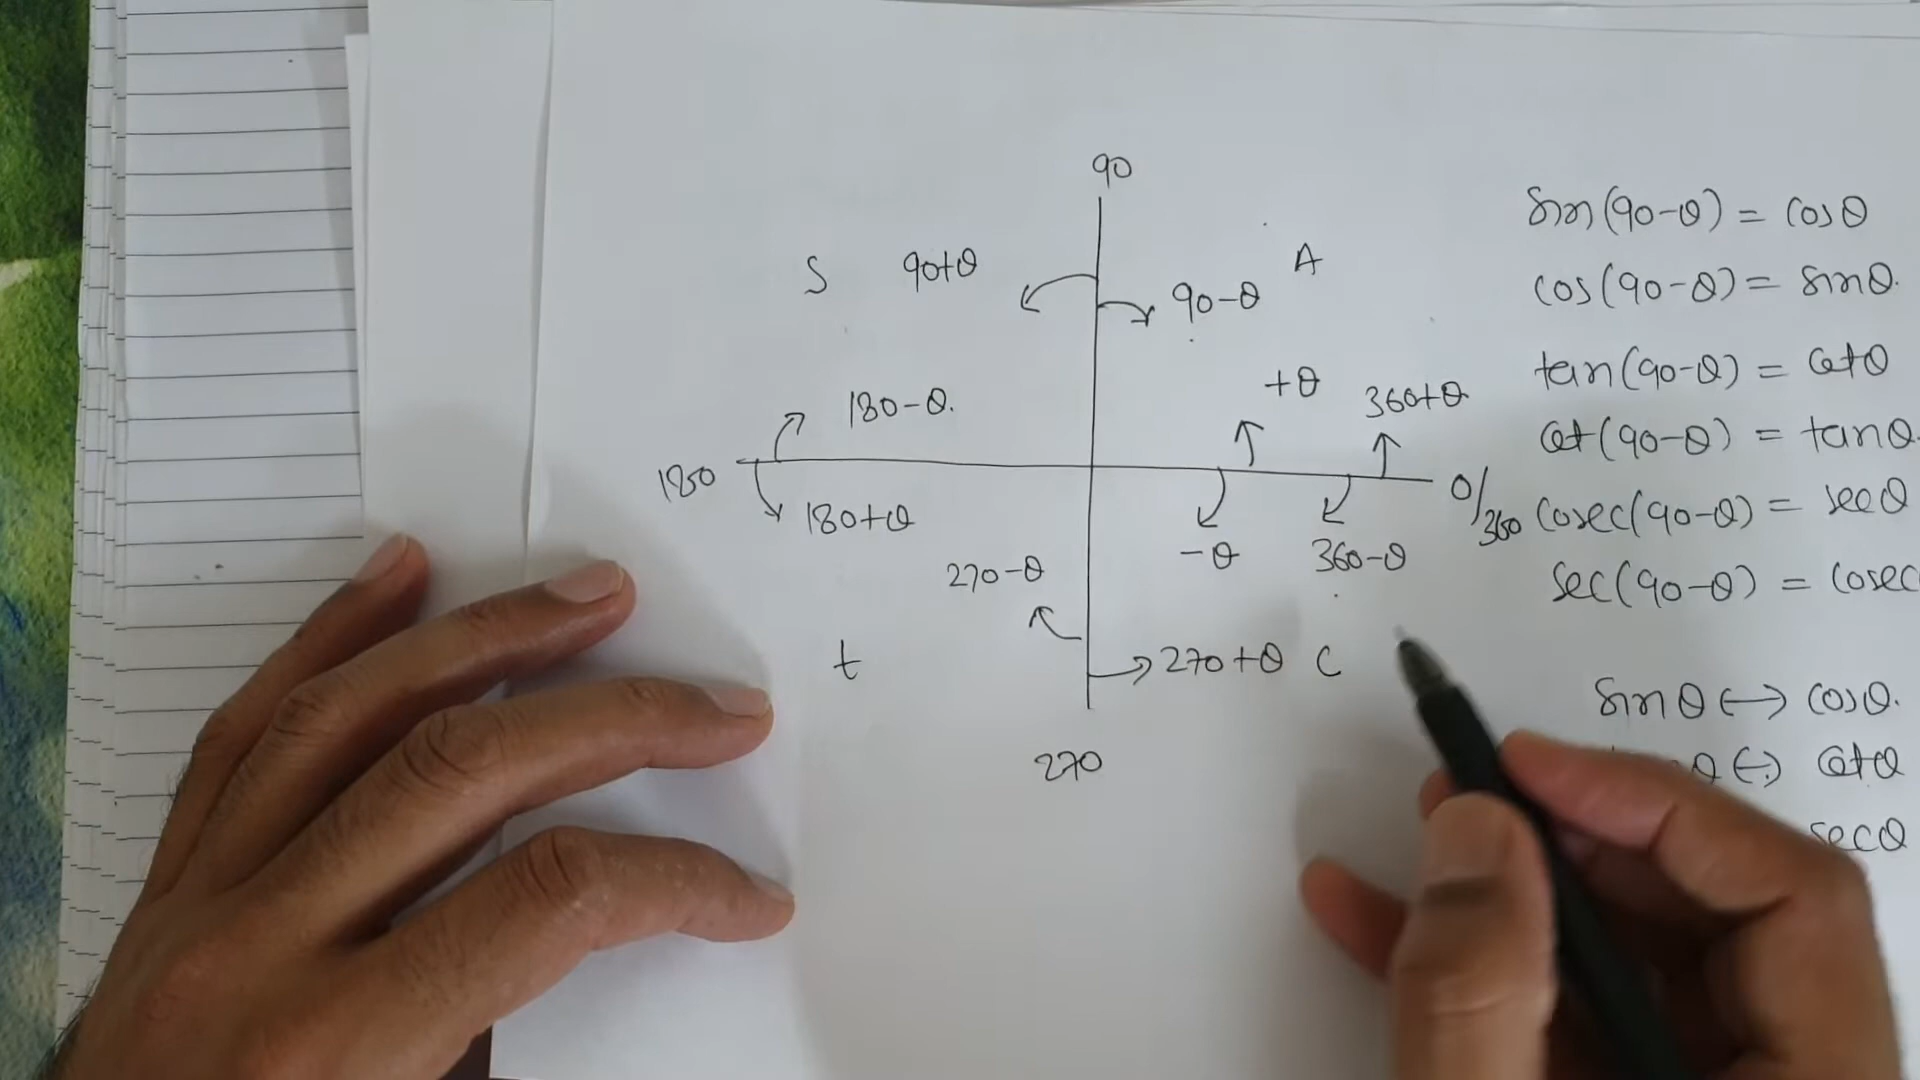 90
S 90+θ
90-θ A
180-θ.
+θ
360+θ
180
0/360
180+θ
-θ
360-θ
270-θ
t
270+θ C
270
sin(90-θ) = cosθ
cos(90-θ) = sinθ.
tan(90-θ) = cotθ
cot(90-θ) = tanθ.
cosec(90-θ) = secθ
sec(90-θ) = cosec
sinθ ↔ cosθ.
θ ↔ cotθ
secθ